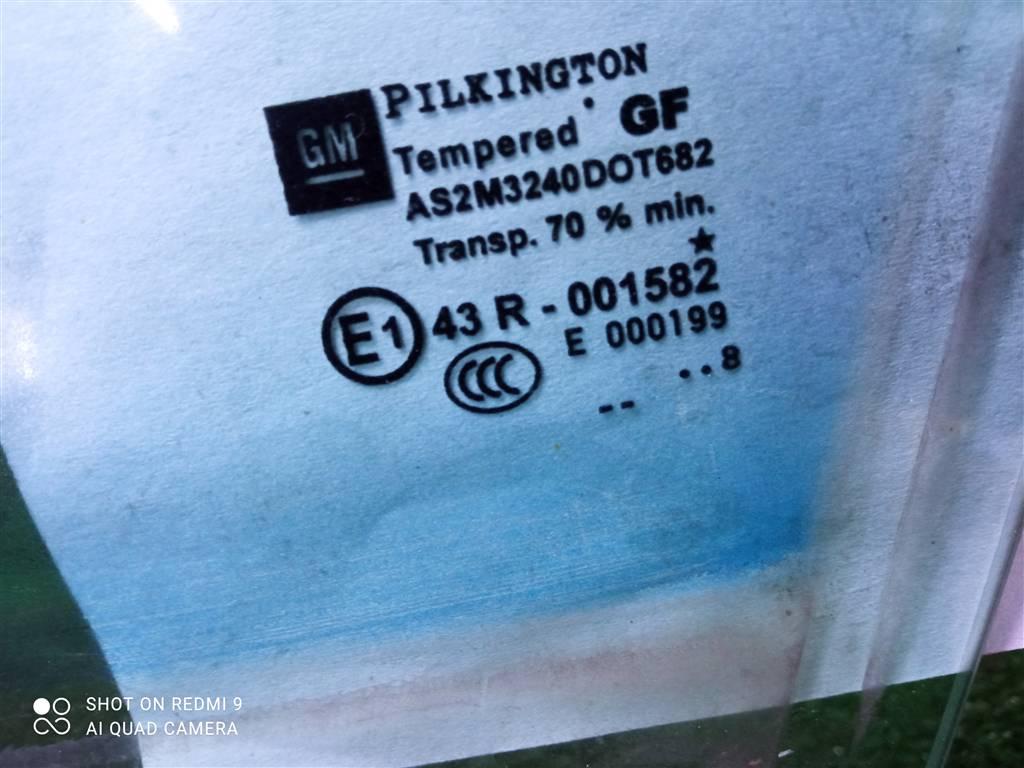 GM
PILKINGTON
Tempered GF
AS2M3240DOT682
Transp. 70 % min.
★
E1 43 R - 001582
CCC E 000199
-- ..8
SHOT ON REDMI 9
AI QUAD CAMERA